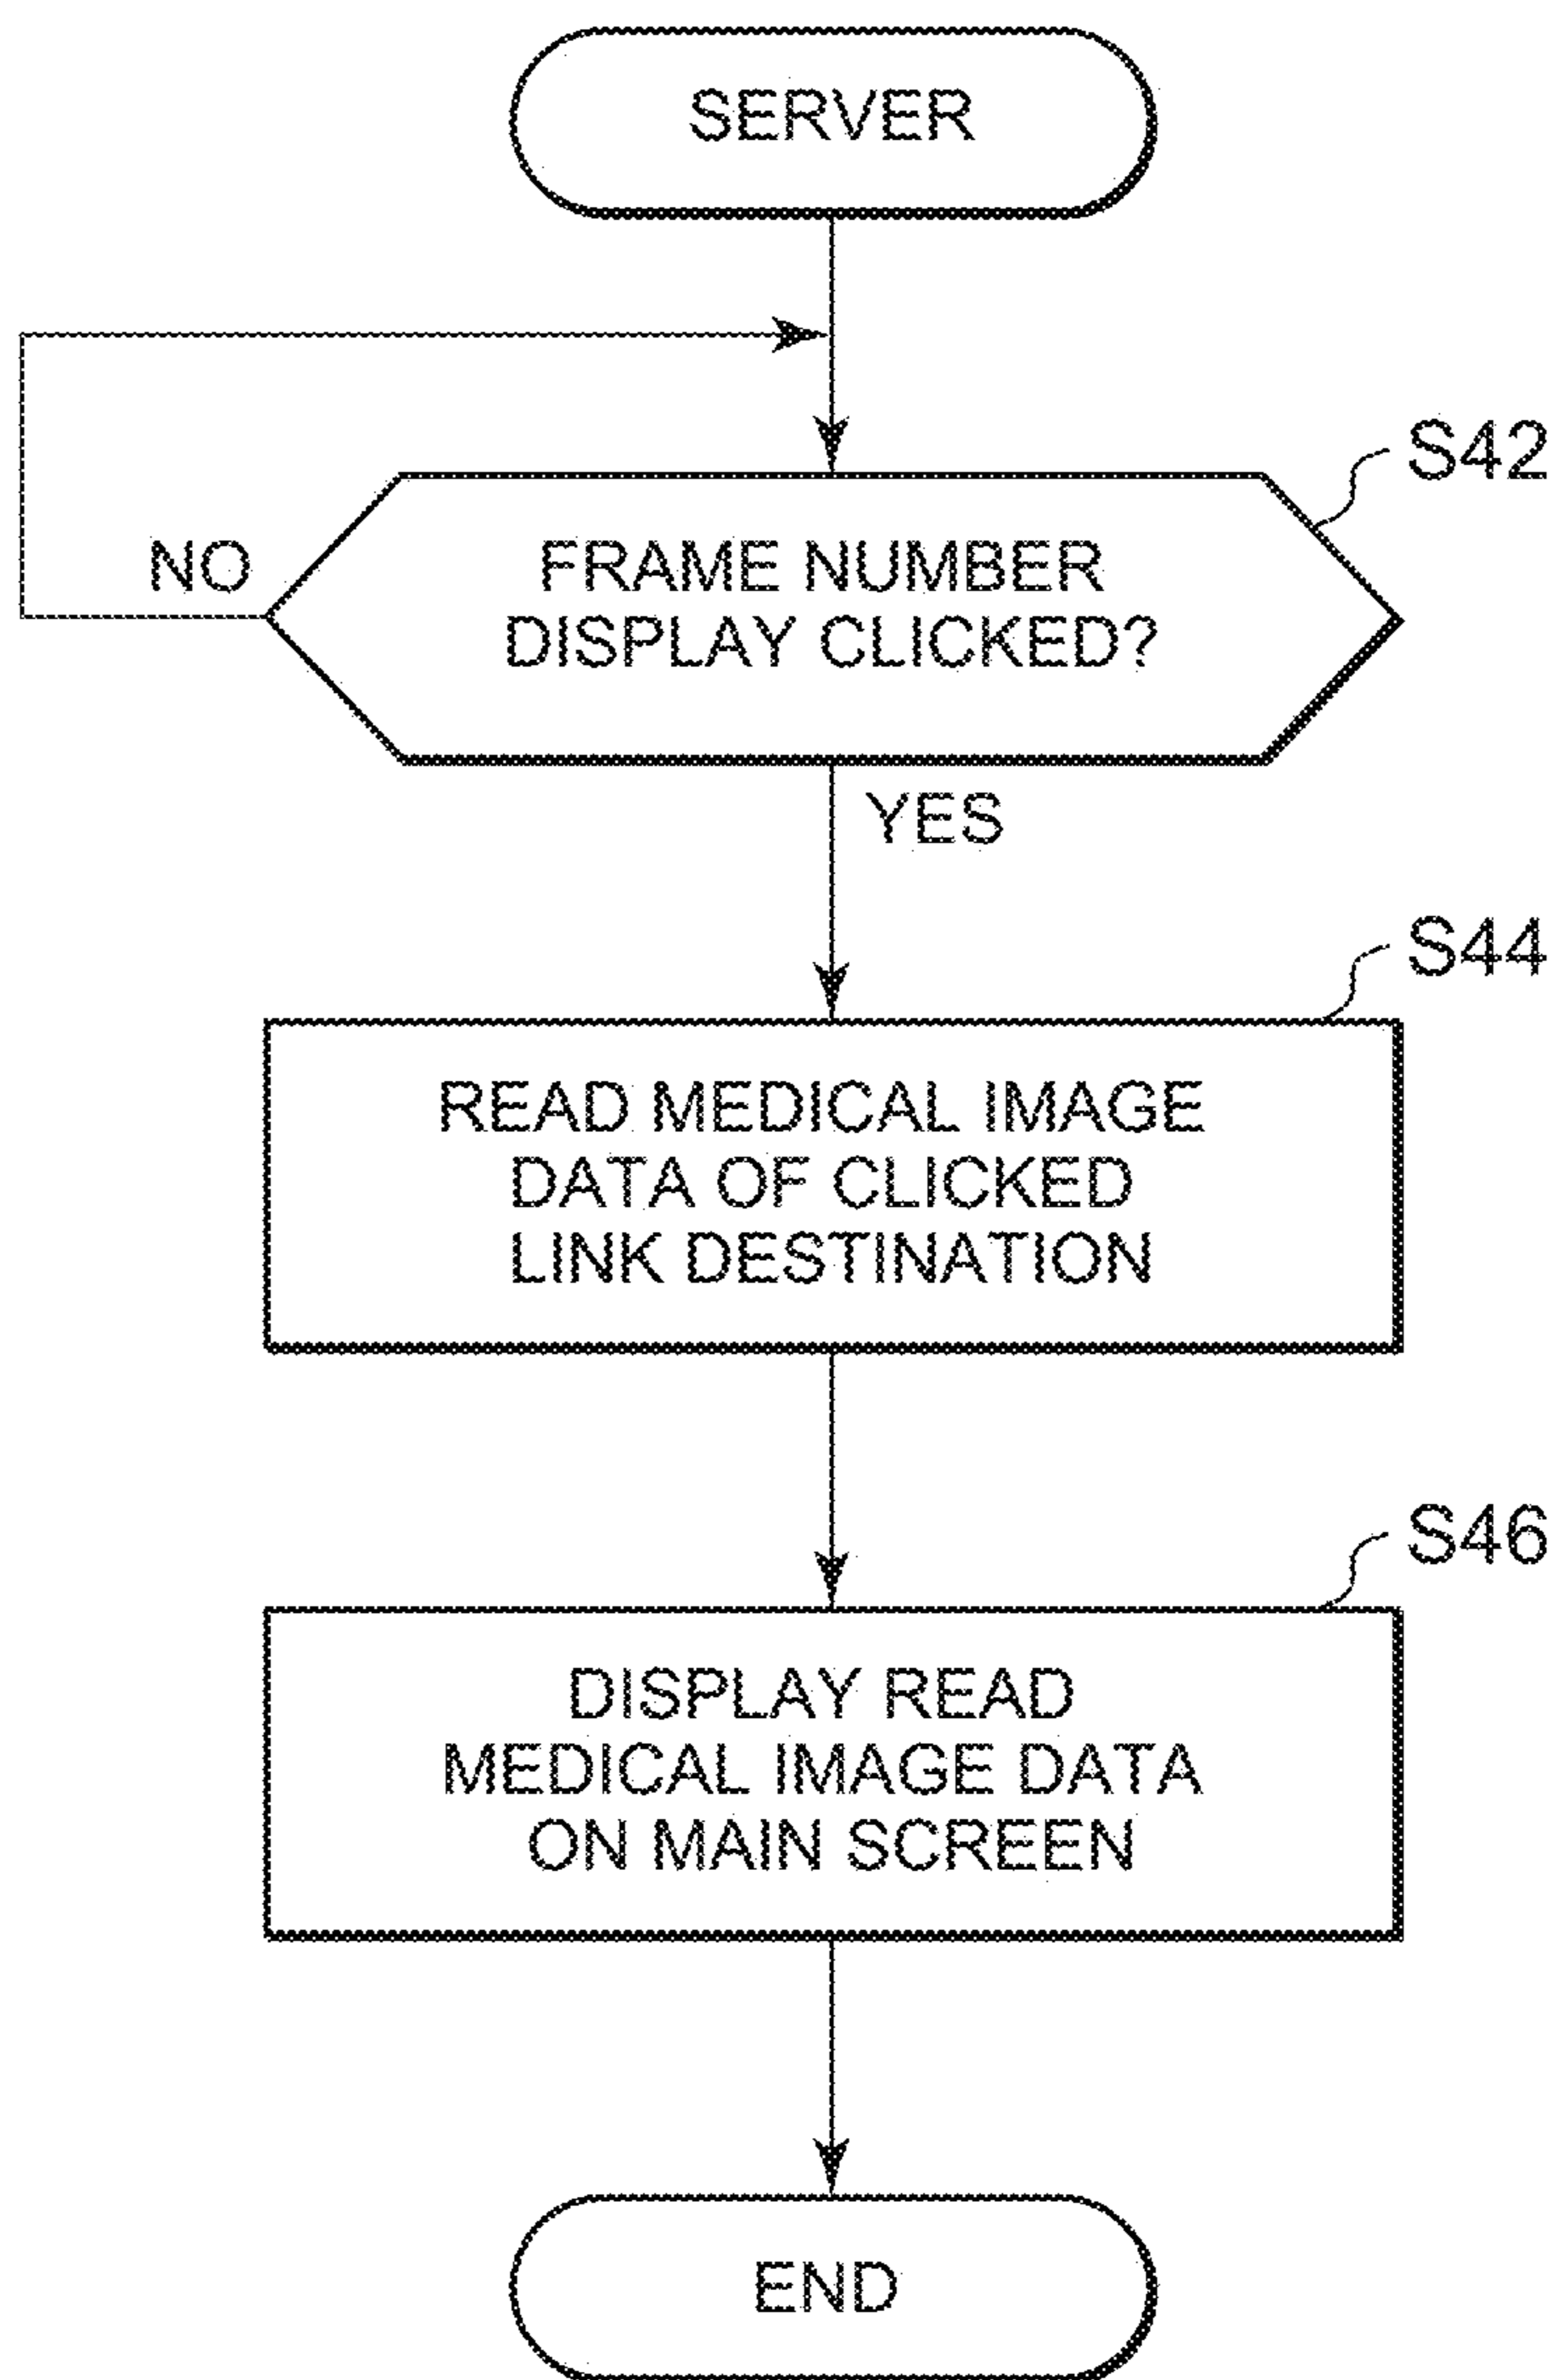 SERVER
S42
FRAME NUMBER
DISPLAY CLICKED?
NO
YES
S44
READ MEDICAL IMAGE
DATA OF CLICKED
LINK DESTINATION
S46
DISPLAY READ
MEDICAL IMAGE DATA
ON MAIN SCREEN
END